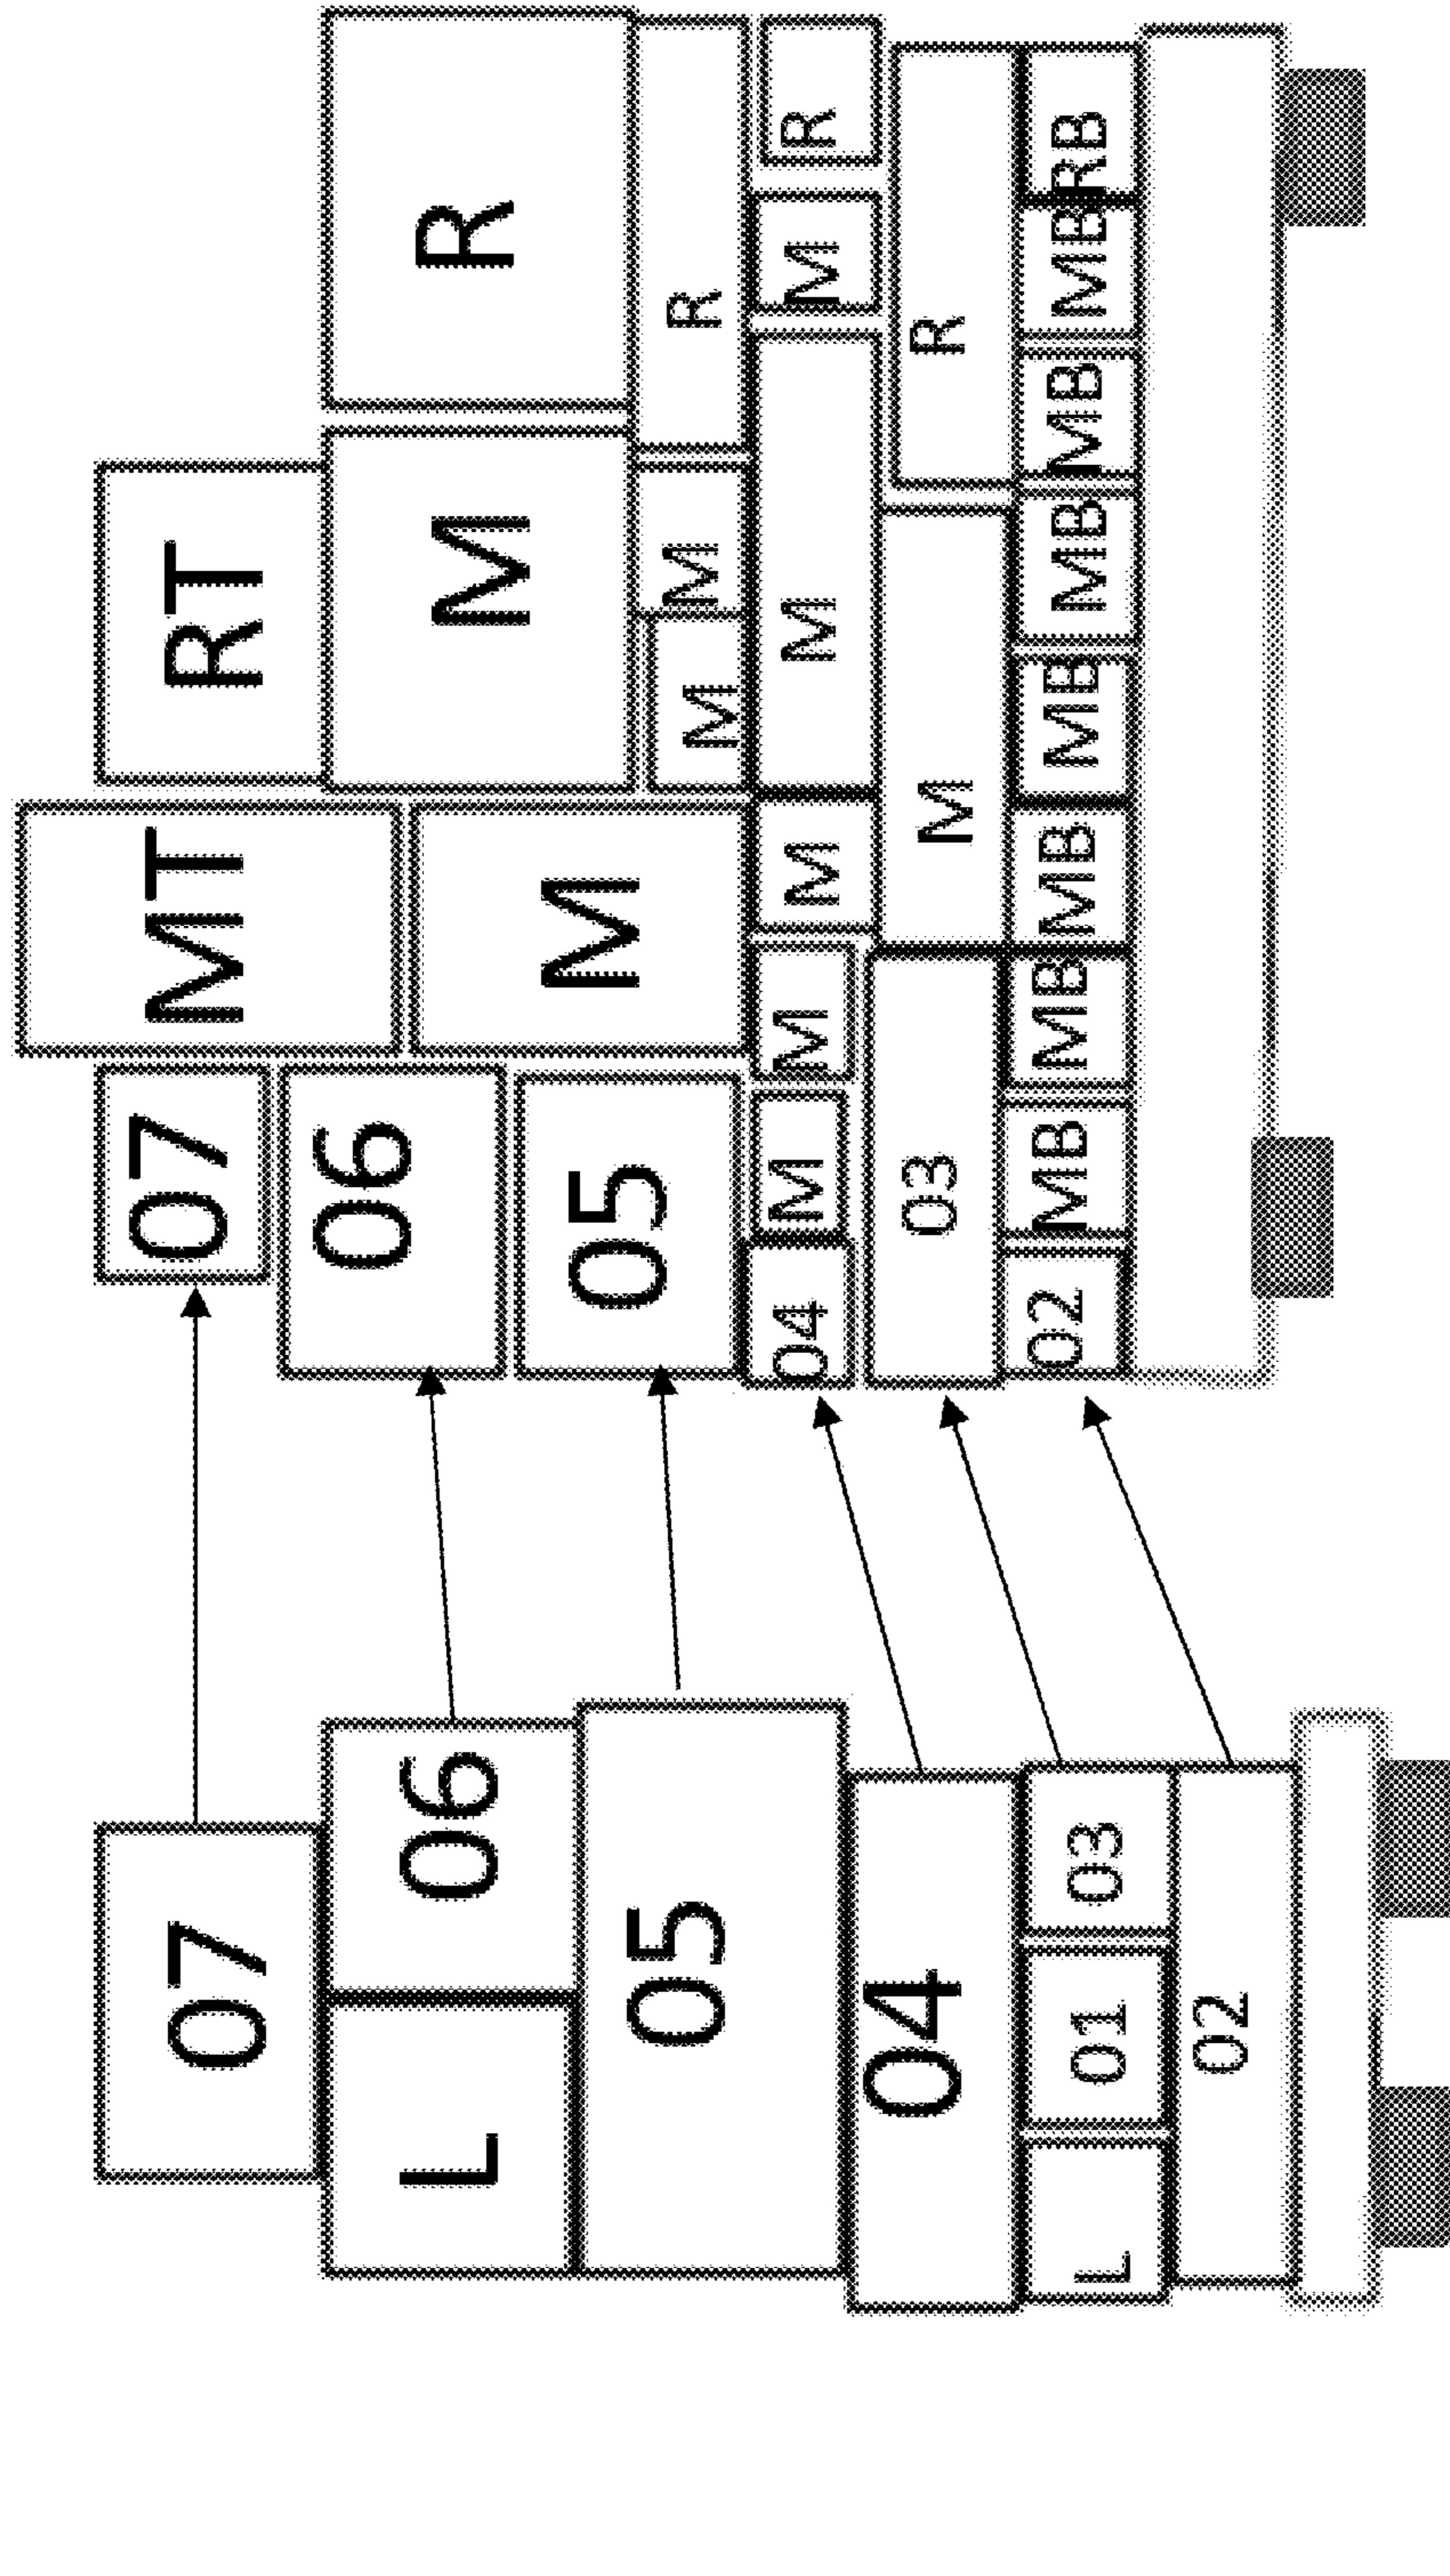 07
L 06
05
04
L 01 03
02
07 MT RT
06 M R
05 M M M R
04 M M M M M R
03 M R
02 MB MB MB MB MB MB MB RB